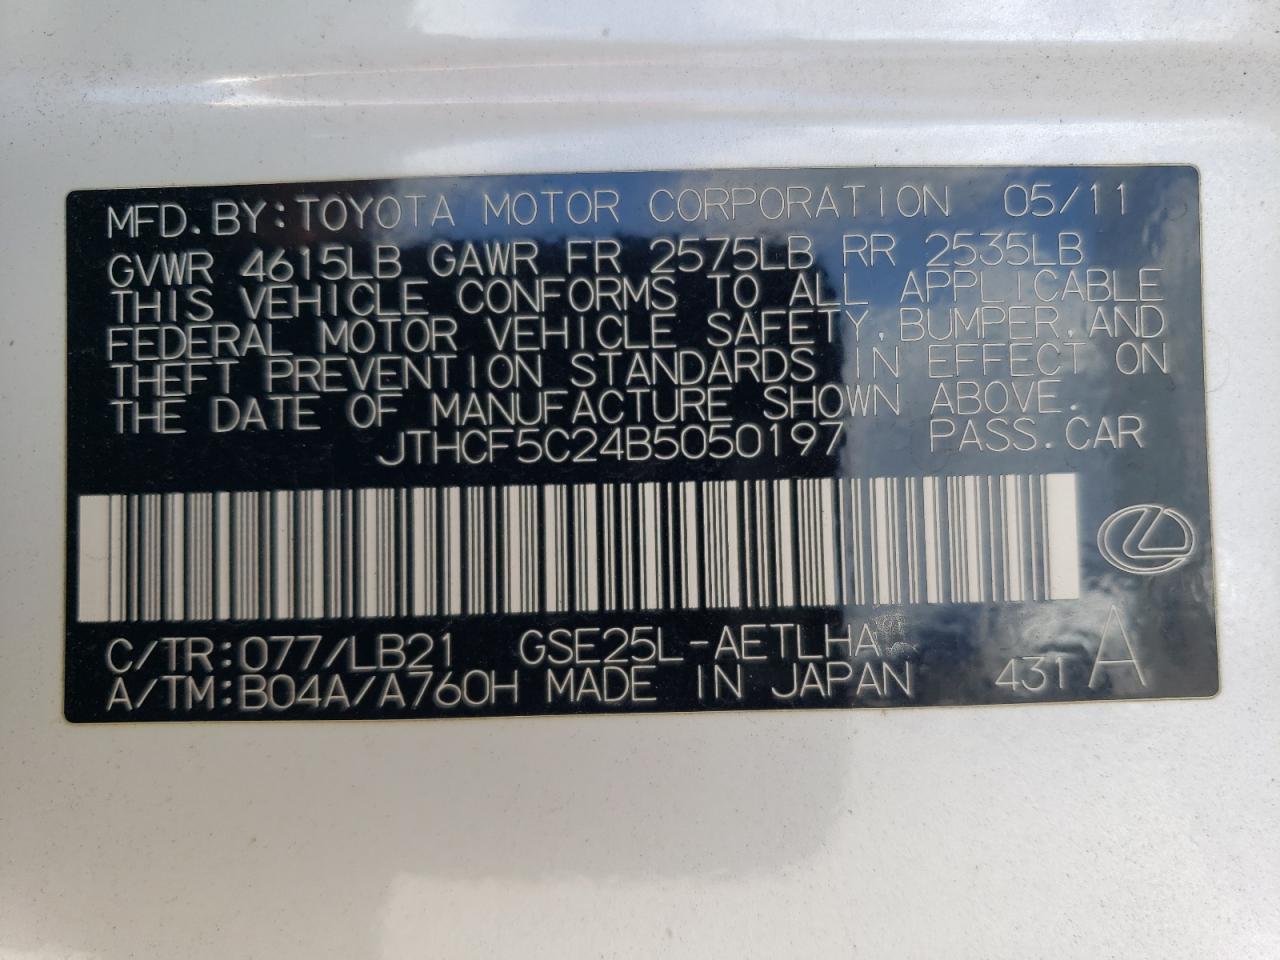 MFD. BY: TOYOTA MOTOR CORPORATION 05/11
GVWR 4615LB GAWR FR 2575LB RR 2535LB
THIS VEHICLE CONFORMS TO ALL APPLICABLE
FEDERAL MOTOR VEHICLE SAFETY, BUMPER, AND
THEFT PREVENTION STANDARDS IN EFFECT ON
THE DATE OF MANUFACTURE SHOWN ABOVE.
JTHCF5C24B5050197 PASS. CAR
C/TR: 077/LB21 GSE25L-AETLHA
A/TM: B04A/A760H MADE IN JAPAN 431 A